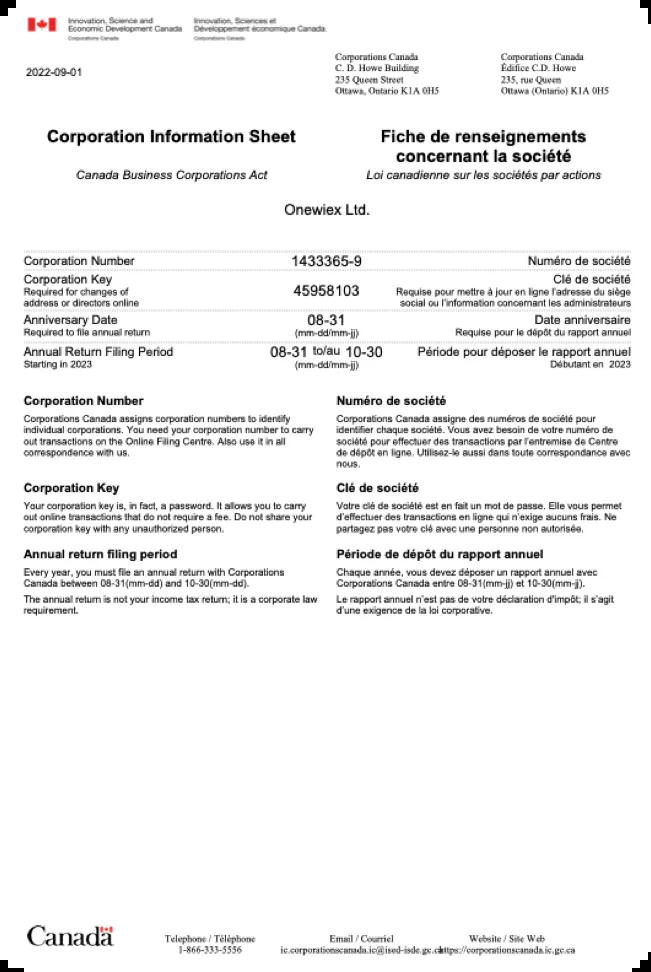 Innovation, Science and
Economic Development Canada
Corporations Canada
Innovation, Sciences et
Développement économique Canada
Corporations Canada
2022-09-01
Corporations Canada
C. D. Howe Building
235 Queen Street
Ottawa, Ontario K1A 0H5
Corporations Canada
Édifice C.D. Howe
235, rue Queen
Ottawa (Ontario) K1A 0H5
Corporation Information Sheet
Canada Business Corporations Act
Fiche de renseignements
concernant la société
Loi canadienne sur les sociétés par actions
Onewiex Ltd.
Corporation Number 1433365-9 Numéro de société
Corporation Key
Required for changes of
address or directors online
45958103
Clé de société
Requise pour mettre à jour en ligne l'adresse du siège
social ou l'information concernant les administrateurs
Anniversary Date
Required to file annual return
08-31
(mm-dd/mm-jj)
Date anniversaire
Requise pour le dépôt du rapport annuel
Annual Return Filing Period
Starting in 2023
08-31 to/au 10-30
(mm-dd/mm-jj)
Période pour déposer le rapport annuel
Débutant en 2023
Corporation Number
Corporations Canada assigns corporation numbers to identify
individual corporations. You need your corporation number to carry
out transactions on the Online Filing Centre. Also use it in all
correspondence with us.
Numéro de société
Corporations Canada assigne des numéros de société pour
identifier chaque société. Vous avez besoin de votre numéro de
société pour effectuer des transactions par l'entremise de Centre
de dépôt en ligne. Utilisez-le aussi dans toute correspondance avec
nous.
Corporation Key
Your corporation key is, in fact, a password. It allows you to carry
out online transactions that do not require a fee. Do not share your
corporation key with any unauthorized person.
Clé de société
Votre clé de société est en fait un mot de passe. Elle vous permet
d'effectuer des transactions en ligne qui n'exige aucuns frais. Ne
partagez pas votre clé avec une personne non autorisée.
Annual return filing period
Every year, you must file an annual return with Corporations
Canada between 08-31(mm-dd) and 10-30(mm-dd).
The annual return is not your income tax return; it is a corporate law
requirement.
Période de dépôt du rapport annuel
Chaque année, vous devez déposer un rapport annuel avec
Corporations Canada entre 08-31(mm-jj) et 10-30(mm-jj).
Le rapport annuel n'est pas de votre déclaration d'impôt; il s'agit
d'une exigence de la loi corporative.
Canada
Telephone / Téléphone
1-866-333-5556
Email / Courriel
ic.corporationscanada.ic@ised-isde.gc.ca
Website / Site Web
https://corporationscanada.ic.gc.ca